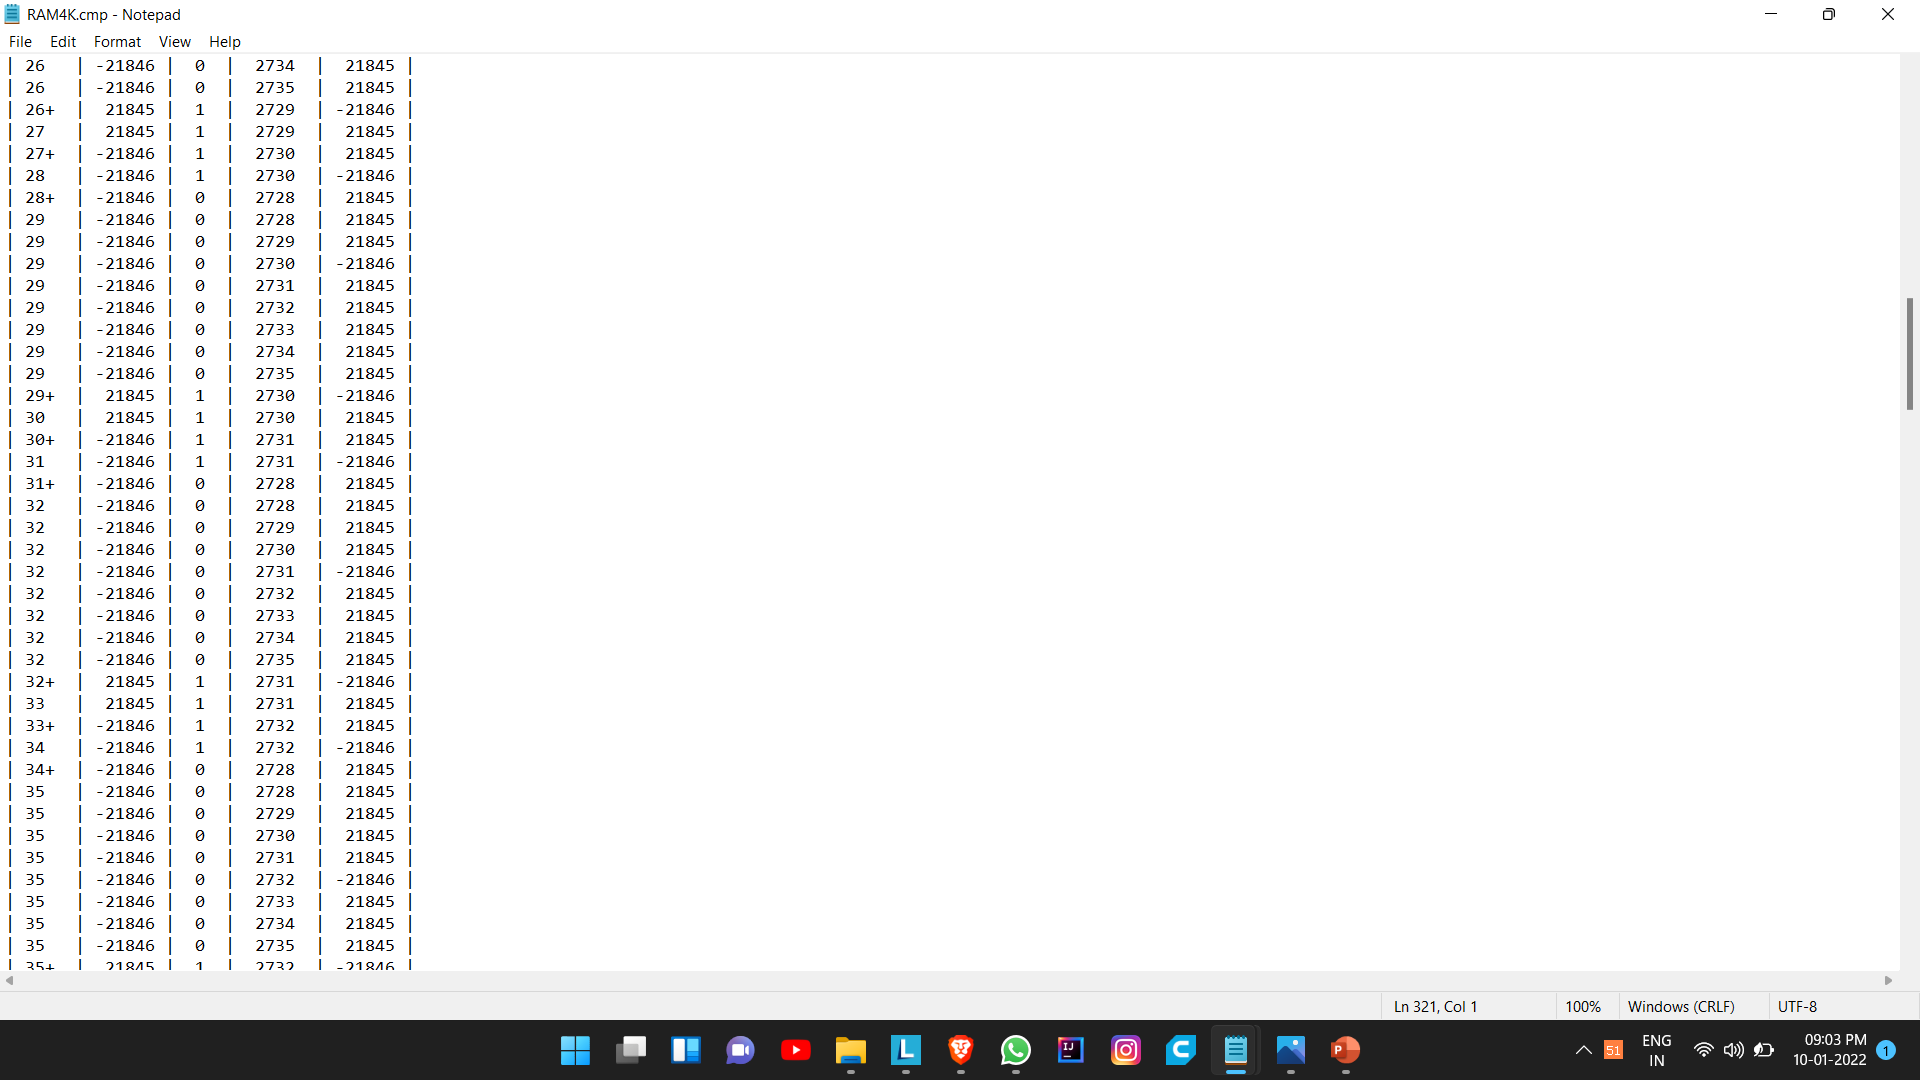 RAM4K.cmp - Notepad
File Edit Format View Help
| 26 | -21846 | 0 | 2734 | 21845 |
| 26 | -21846 | 0 | 2735 | 21845 |
| 26+ | 21845 | 1 | 2729 | -21846 |
| 27 | 21845 | 1 | 2729 | 21845 |
| 27+ | -21846 | 1 | 2730 | 21845 |
| 28 | -21846 | 1 | 2730 | -21846 |
| 28+ | -21846 | 0 | 2728 | 21845 |
| 29 | -21846 | 0 | 2728 | 21845 |
| 29 | -21846 | 0 | 2729 | 21845 |
| 29 | -21846 | 0 | 2730 | -21846 |
| 29 | -21846 | 0 | 2731 | 21845 |
| 29 | -21846 | 0 | 2732 | 21845 |
| 29 | -21846 | 0 | 2733 | 21845 |
| 29 | -21846 | 0 | 2734 | 21845 |
| 29 | -21846 | 0 | 2735 | 21845 |
| 29+ | 21845 | 1 | 2730 | -21846 |
| 30 | 21845 | 1 | 2730 | 21845 |
| 30+ | -21846 | 1 | 2731 | 21845 |
| 31 | -21846 | 1 | 2731 | -21846 |
| 31+ | -21846 | 0 | 2728 | 21845 |
| 32 | -21846 | 0 | 2728 | 21845 |
| 32 | -21846 | 0 | 2729 | 21845 |
| 32 | -21846 | 0 | 2730 | 21845 |
| 32 | -21846 | 0 | 2731 | -21846 |
| 32 | -21846 | 0 | 2732 | 21845 |
| 32 | -21846 | 0 | 2733 | 21845 |
| 32 | -21846 | 0 | 2734 | 21845 |
| 32 | -21846 | 0 | 2735 | 21845 |
| 32+ | 21845 | 1 | 2731 | -21846 |
| 33 | 21845 | 1 | 2731 | 21845 |
| 33+ | -21846 | 1 | 2732 | 21845 |
| 34 | -21846 | 1 | 2732 | -21846 |
| 34+ | -21846 | 0 | 2728 | 21845 |
| 35 | -21846 | 0 | 2728 | 21845 |
| 35 | -21846 | 0 | 2729 | 21845 |
| 35 | -21846 | 0 | 2730 | 21845 |
| 35 | -21846 | 0 | 2731 | 21845 |
| 35 | -21846 | 0 | 2732 | -21846 |
| 35 | -21846 | 0 | 2733 | 21845 |
| 35 | -21846 | 0 | 2734 | 21845 |
| 35 | -21846 | 0 | 2735 | 21845 |
| 35+ | 21845 | 1 | 2732 | -21846 |
Ln 321, Col 1 100% Windows (CRLF) UTF-8
L IJ C P 51 ENG 09:03 PM
IN 10-01-2022 1